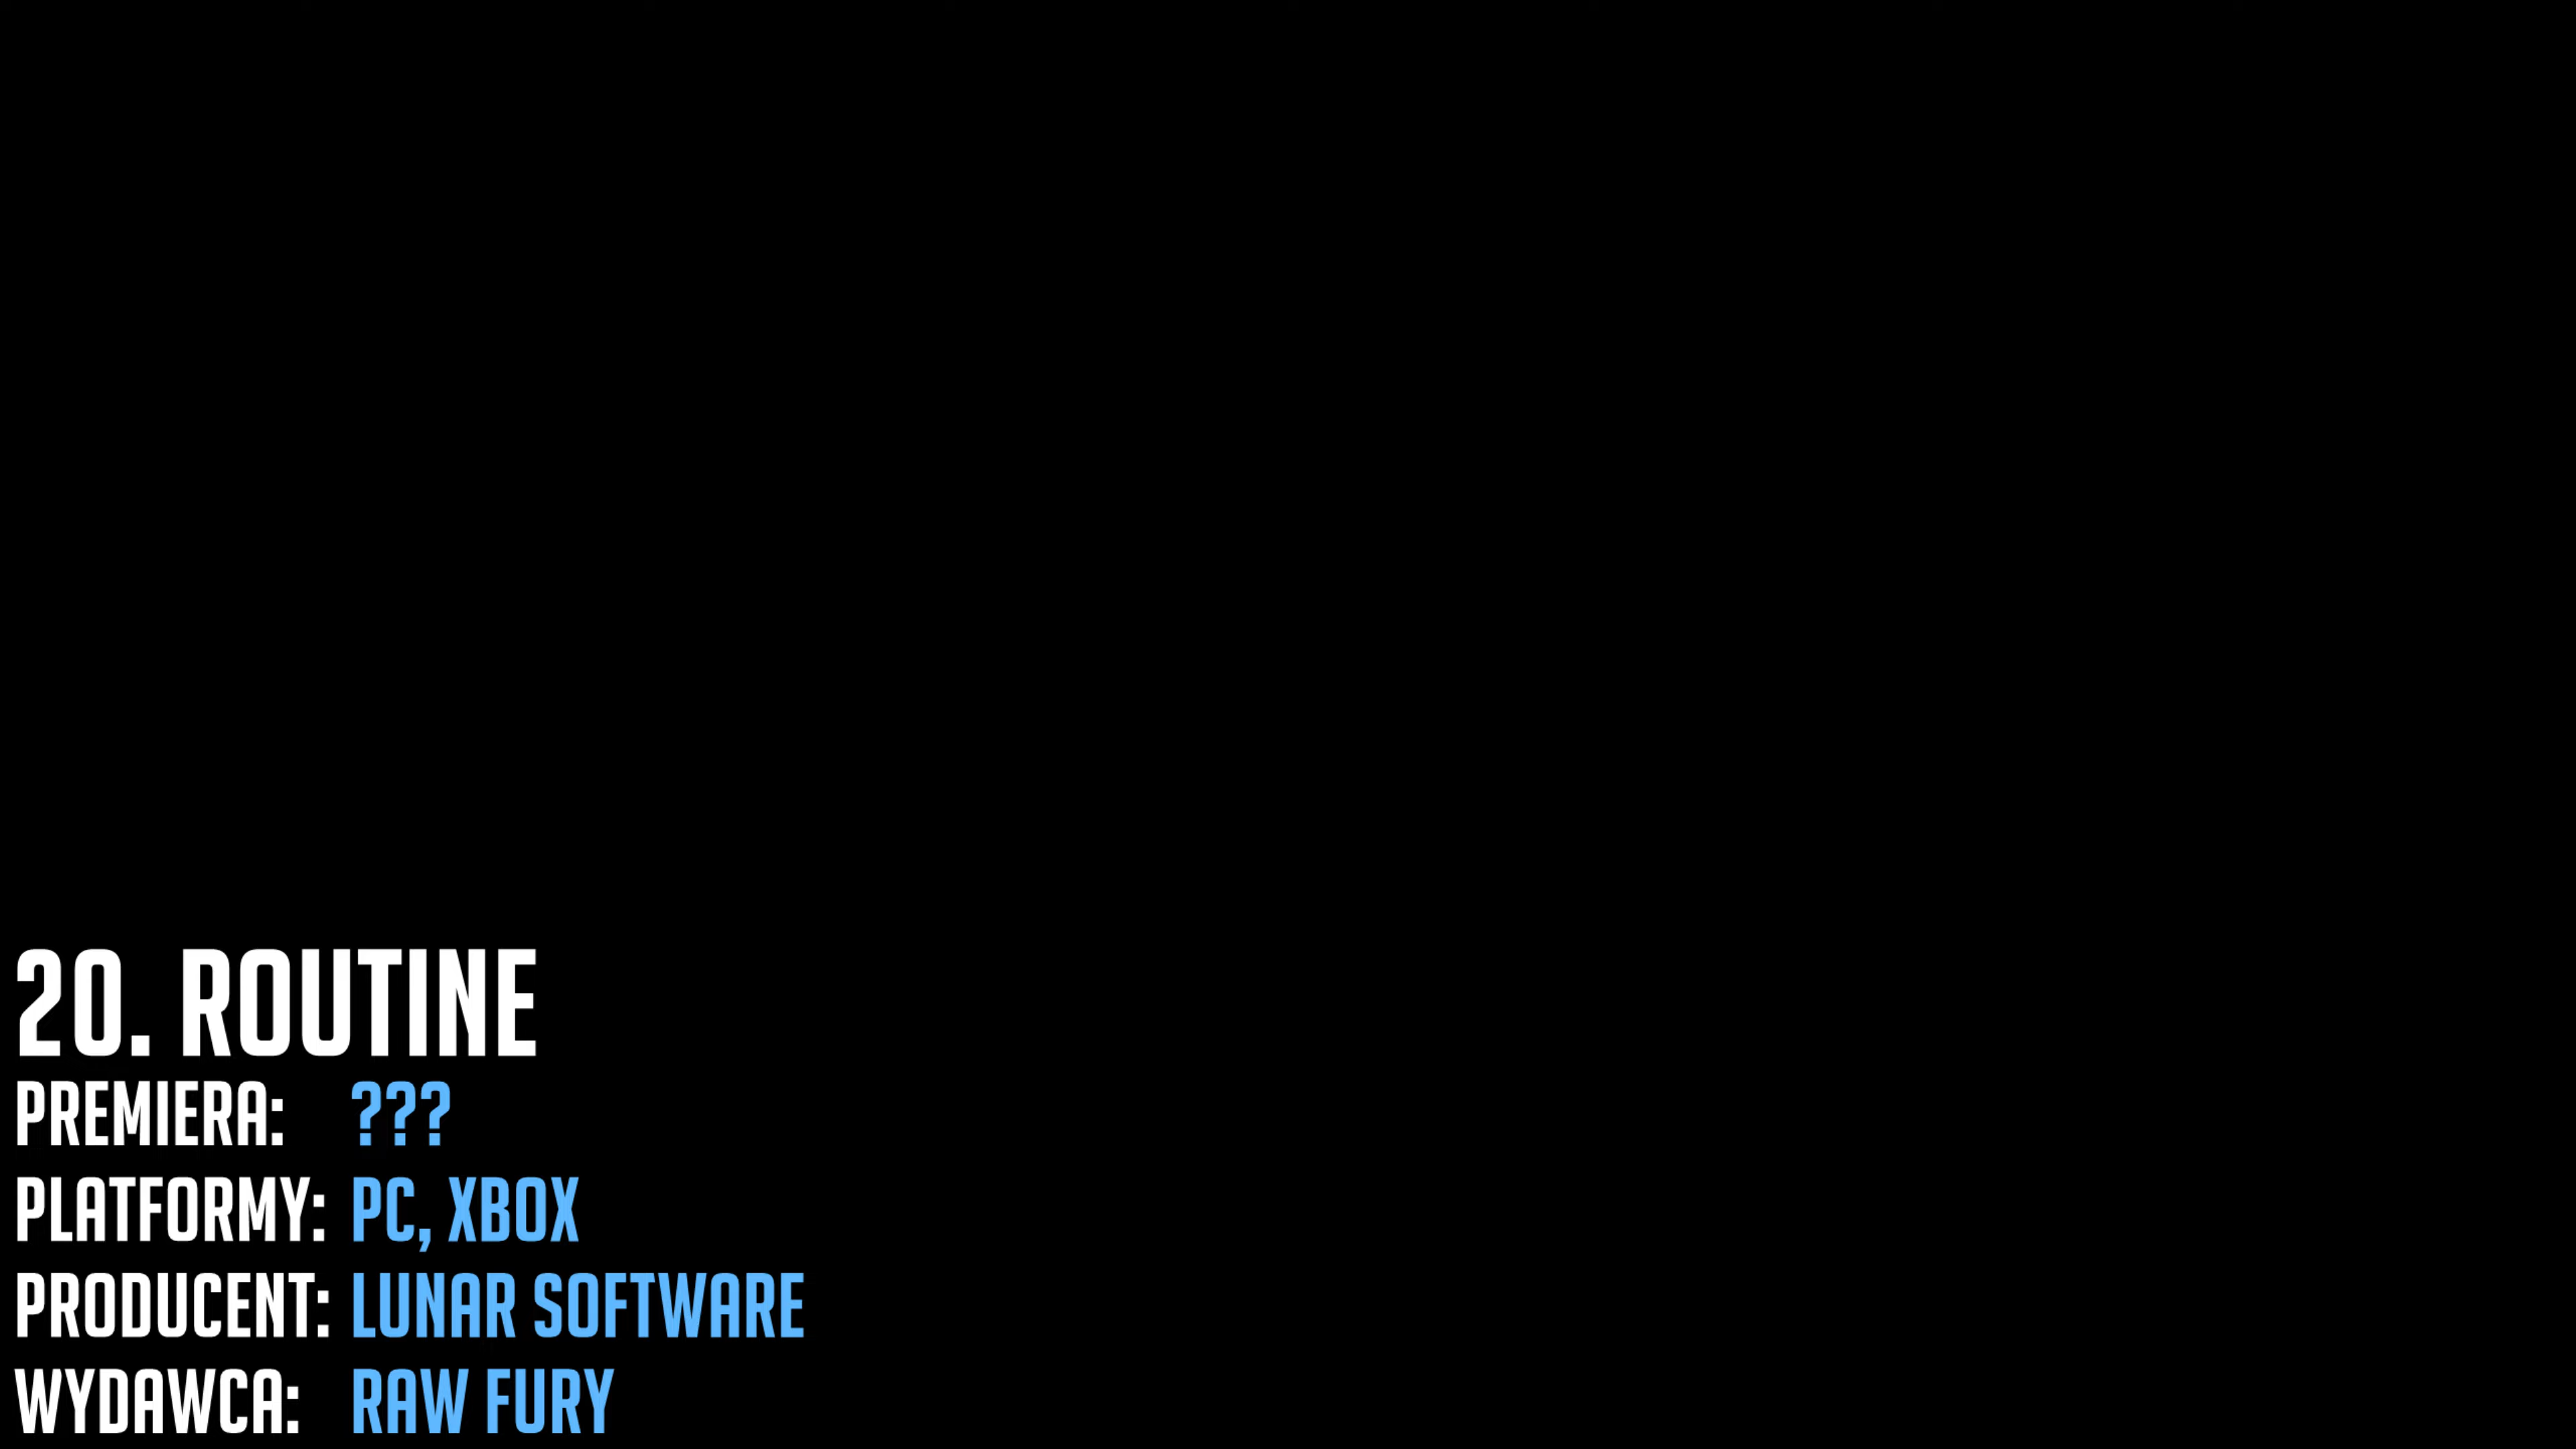 20. ROUTINE
PREMIERA: ???
PLATFORMY: PC, XBOX
PRODUCENT: LUNAR SOFTWARE
WYDAWCA: RAW FURY